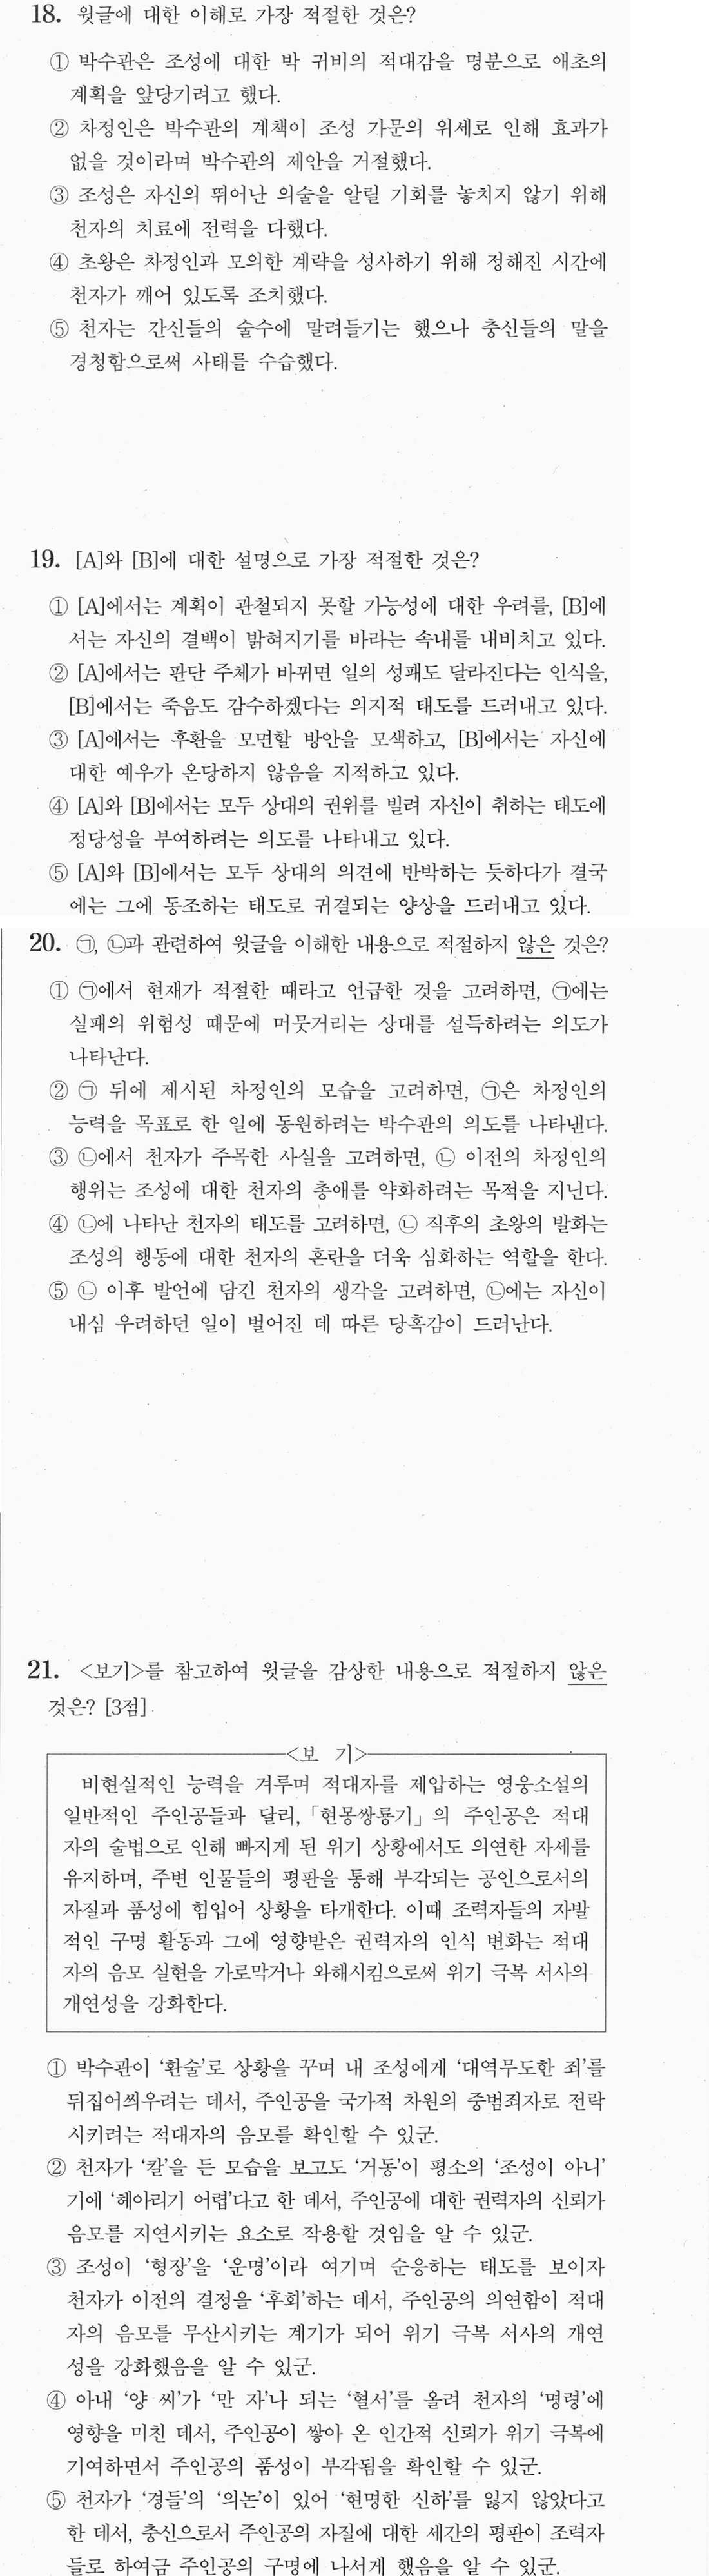 18. 윗글에 대한 이해로 가장 적절한 것은?
① 박수관은 조성에 대한 박 귀비의 적대감을 명분으로 애초의
계획을 앞당기려고 했다.
② 차정인은 박수관의 계책이 조성 가문의 위세로 인해 효과가
없을 것이라며 박수관의 제안을 거절했다.
③ 조성은 자신의 뛰어난 의술을 알릴 기회를 놓치지 않기 위해
천자의 치료에 전력을 다했다.
④ 초왕은 차정인과 모의한 계략을 성사하기 위해 정해진 시간에
천자가 깨어 있도록 조치했다.
⑤ 천자는 간신들의 술수에 말려들기는 했으나 충신들의 말을
경청함으로써 사태를 수습했다.
19. [A]와 [B]에 대한 설명으로 가장 적절한 것은?
① [A]에서는 계획이 관철되지 못할 가능성에 대한 우려를, [B]에
서는 자신의 결백이 밝혀지기를 바라는 속내를 내비치고 있다.
② [A]에서는 판단 주체가 바뀌면 일의 성패도 달라진다는 인식을,
[B]에서는 죽음도 감수하겠다는 의지적 태도를 드러내고 있다.
③ [A]에서는 후환을 모면할 방안을 모색하고, [B]에서는 자신에
대한 예우가 온당하지 않음을 지적하고 있다.
④ [A]와 [B]에서는 모두 상대의 권위를 빌려 자신이 취하는 태도에
정당성을 부여하려는 의도를 나타내고 있다.
⑤ [A]와 [B]에서는 모두 상대의 의견에 반박하는 듯하다가 결국
에는 그에 동조하는 태도로 귀결되는 양상을 드러내고 있다.
20. ㉠, ㉡과 관련하여 윗글을 이해한 내용으로 적절하지 않은 것은?
① ㉠에서 현재가 적절한 때라고 언급한 것을 고려하면, ㉠에는
실패의 위험성 때문에 머뭇거리는 상대를 설득하려는 의도가
나타난다.
② ㉠ 뒤에 제시된 차정인의 모습을 고려하면, ㉠은 차정인의
능력을 목표로 한 일에 동원하려는 박수관의 의도를 나타낸다.
③ ㉡에서 천자가 주목한 사실을 고려하면, ㉡ 이전의 차정인의
행위는 조성에 대한 천자의 총애를 약화하려는 목적을 지닌다.
④ ㉡에 나타난 천자의 태도를 고려하면, ㉡ 직후의 초왕의 발화는
조성의 행동에 대한 천자의 혼란을 더욱 심화하는 역할을 한다.
⑤ ㉡ 이후 발언에 담긴 천자의 생각을 고려하면, ㉡에는 자신이
내심 우려하던 일이 벌어진 데 따른 당혹감이 드러난다.
21. <보기>를 참고하여 윗글을 감상한 내용으로 적절하지 않은
것은? [3점]
<보 기>
비현실적인 능력을 겨루며 적대자를 제압하는 영웅소설의
일반적인 주인공들과 달리, 「현몽쌍룡기」의 주인공은 적대
자의 술법으로 인해 빠지게 된 위기 상황에서도 의연한 자세를
유지하며, 주변 인물들의 평판을 통해 부각되는 공인으로서의
자질과 품성에 힘입어 상황을 타개한다. 이때 조력자들의 자발
적인 구명 활동과 그에 영향받은 권력자의 인식 변화는 적대
자의 음모 실현을 가로막거나 와해시킴으로써 위기 극복 서사의
개연성을 강화한다.
① 박수관이 '환술'로 상황을 꾸며 내 조성에게 '대역무도한 죄'를
뒤집어씌우려는 데서, 주인공을 국가적 차원의 중범죄자로 전락
시키려는 적대자의 음모를 확인할 수 있군.
② 천자가 '칼'을 든 모습을 보고도 '거동'이 평소의 '조성이 아니'
기에 '헤아리기 어렵'다고 한 데서, 주인공에 대한 권력자의 신뢰가
음모를 지연시키는 요소로 작용할 것임을 알 수 있군.
③ 조성이 '형장'을 '운명'이라 여기며 순응하는 태도를 보이자
천자가 이전의 결정을 '후회'하는 데서, 주인공의 의연함이 적대
자의 음모를 무산시키는 계기가 되어 위기 극복 서사의 개연
성을 강화했음을 알 수 있군.
④ 아내 '양 씨'가 '만 자'나 되는 '혈서'를 올려 천자의 '명령'에
영향을 미친 데서, 주인공이 쌓아 온 인간적 신뢰가 위기 극복에
기여하면서 주인공의 품성이 부각됨을 확인할 수 있군.
⑤ 천자가 '경들'의 '의논'이 있어 '현명한 신하'를 잃지 않았다고
한 데서, 충신으로서 주인공의 자질에 대한 세간의 평판이 조력자
들로 하여금 주인공의 구명에 나서게 했음을 알 수 있군.